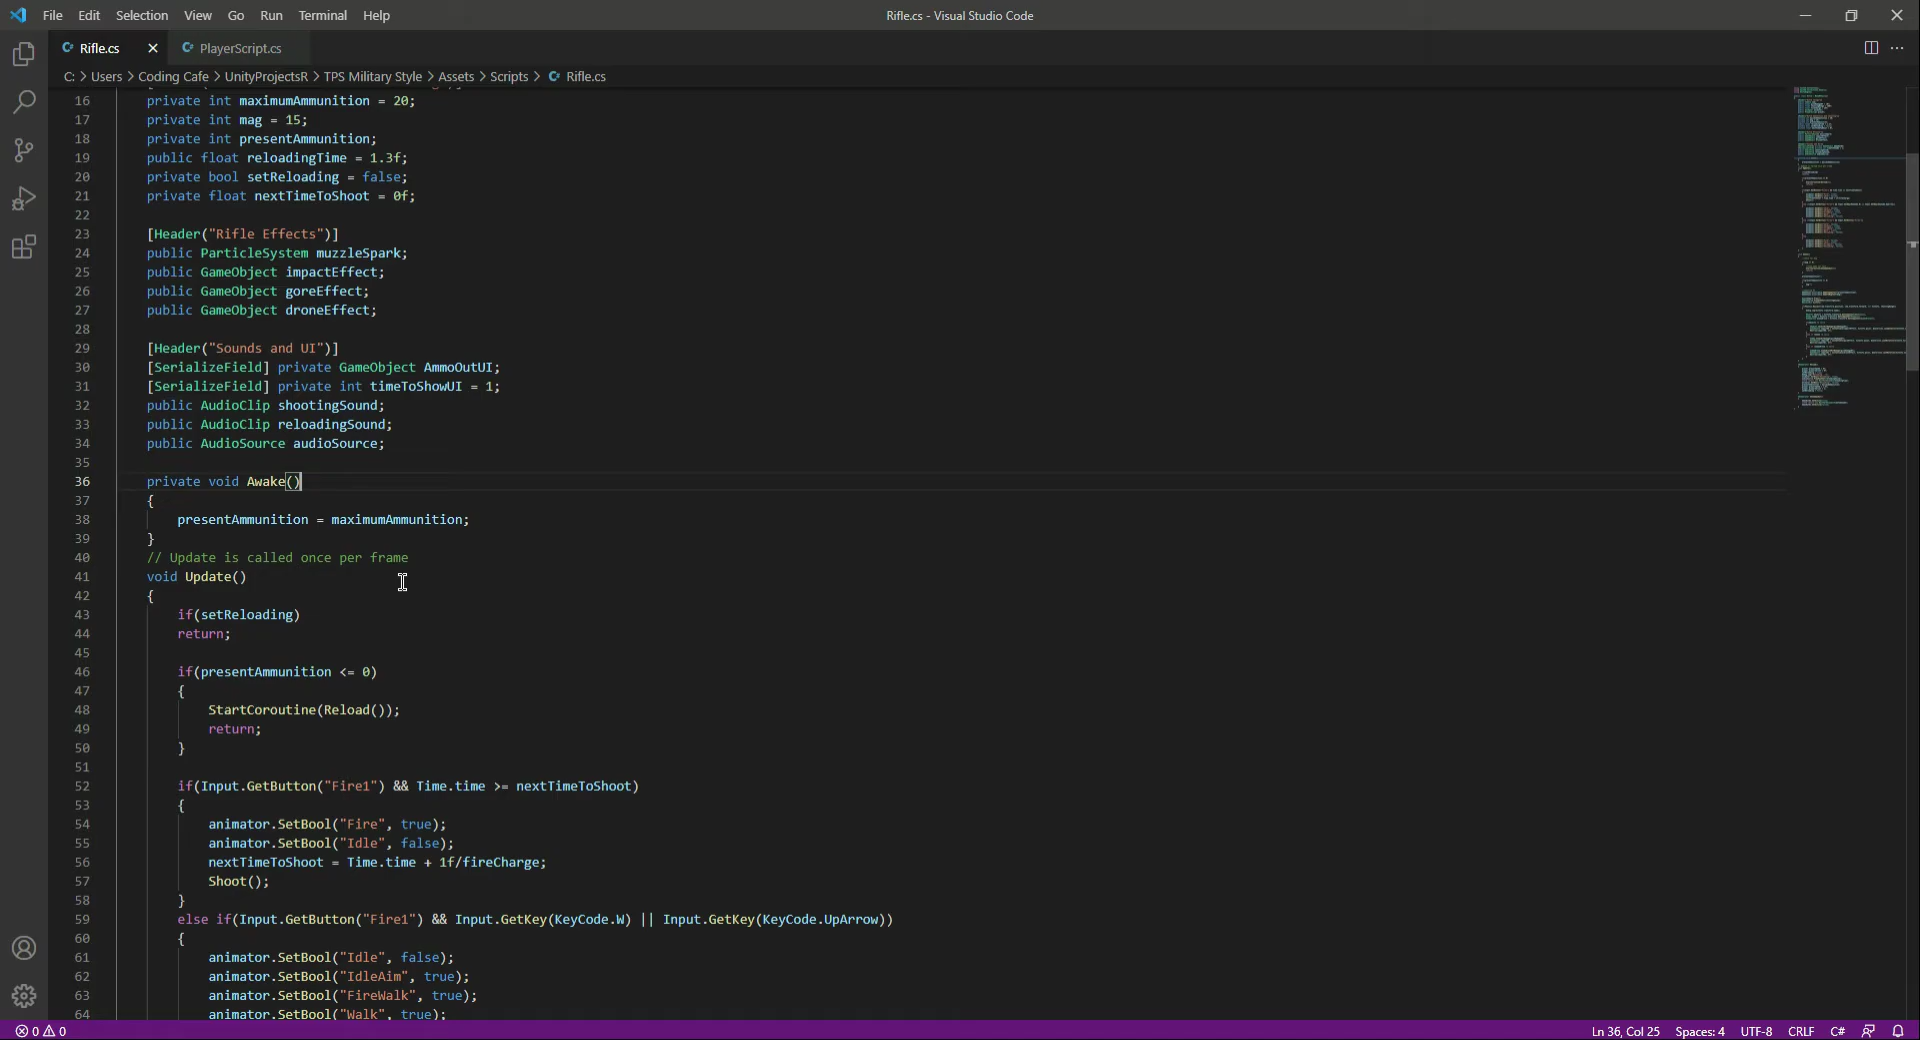 File Edit Selection View Go Run Terminal Help
Rifle.cs - Visual Studio Code
Rifle.cs PlayerScript.cs
C: > Users > Coding Cafe > UnityProjectsR > TPS Military Style > Assets > Scripts > Rifle.cs
16 private int maximumAmmunition = 20;
17 private int mag = 15;
18 private int presentAmmunition;
19 public float reloadingTime = 1.3f;
20 private bool setReloading = false;
21 private float nextTimeToShoot = 0f;
22
23 [Header("Rifle Effects")]
24 public ParticleSystem muzzleSpark;
25 public GameObject impactEffect;
26 public GameObject goreEffect;
27 public GameObject droneEffect;
28
29 [Header("Sounds and UI")]
30 [SerializeField] private GameObject AmmoOutUI;
31 [SerializeField] private int timeToShowUI = 1;
32 public AudioClip shootingSound;
33 public AudioClip reloadingSound;
34 public AudioSource audioSource;
35
36 private void Awake()
37 {
38 presentAmmunition = maximumAmmunition;
39 }
40 // Update is called once per frame
41 void Update()
42 {
43 if(setReloading)
44 return;
45
46 if(presentAmmunition <= 0)
47 {
48 StartCoroutine(Reload());
49 return;
50 }
51
52 if(Input.GetButton("Fire1") && Time.time >= nextTimeToShoot)
53 {
54 animator.SetBool("Fire", true);
55 animator.SetBool("Idle", false);
56 nextTimeToShoot = Time.time + 1f/fireCharge;
57 Shoot();
58 }
59 else if(Input.GetButton("Fire1") && Input.GetKey(KeyCode.W) || Input.GetKey(KeyCode.UpArrow))
60 {
61 animator.SetBool("Idle", false);
62 animator.SetBool("IdleAim", true);
63 animator.SetBool("FireWalk", true);
64 animator.SetBool("Walk", true);
0 0
Ln 36, Col 25 Spaces: 4 UTF-8 CRLF C#